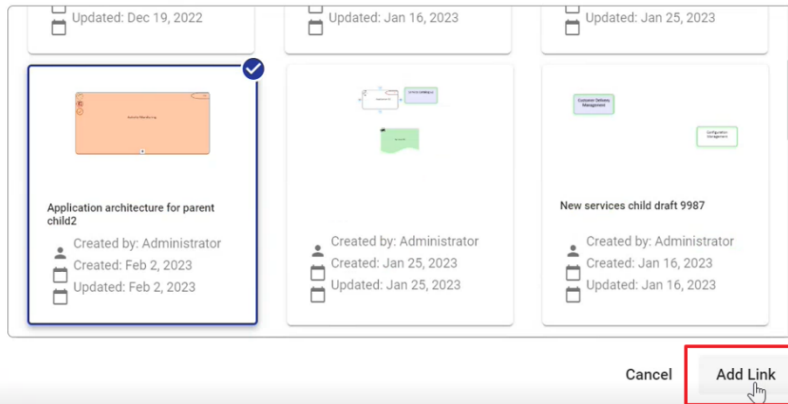 Updated: Dec 19, 2022
Updated: Jan 16, 2023
Updated: Jan 25, 2023
Application architecture for parent
child2
Created by: Administrator
Created: Feb 2, 2023
Updated: Feb 2, 2023
Created by: Administrator
Created: Jan 25, 2023
Updated: Jan 25, 2023
Customer Delivery
Management
Configuration
Management
New services child draft 9987
Created by: Administrator
Created: Jan 16, 2023
Updated: Jan 16, 2023
Cancel
Add Link